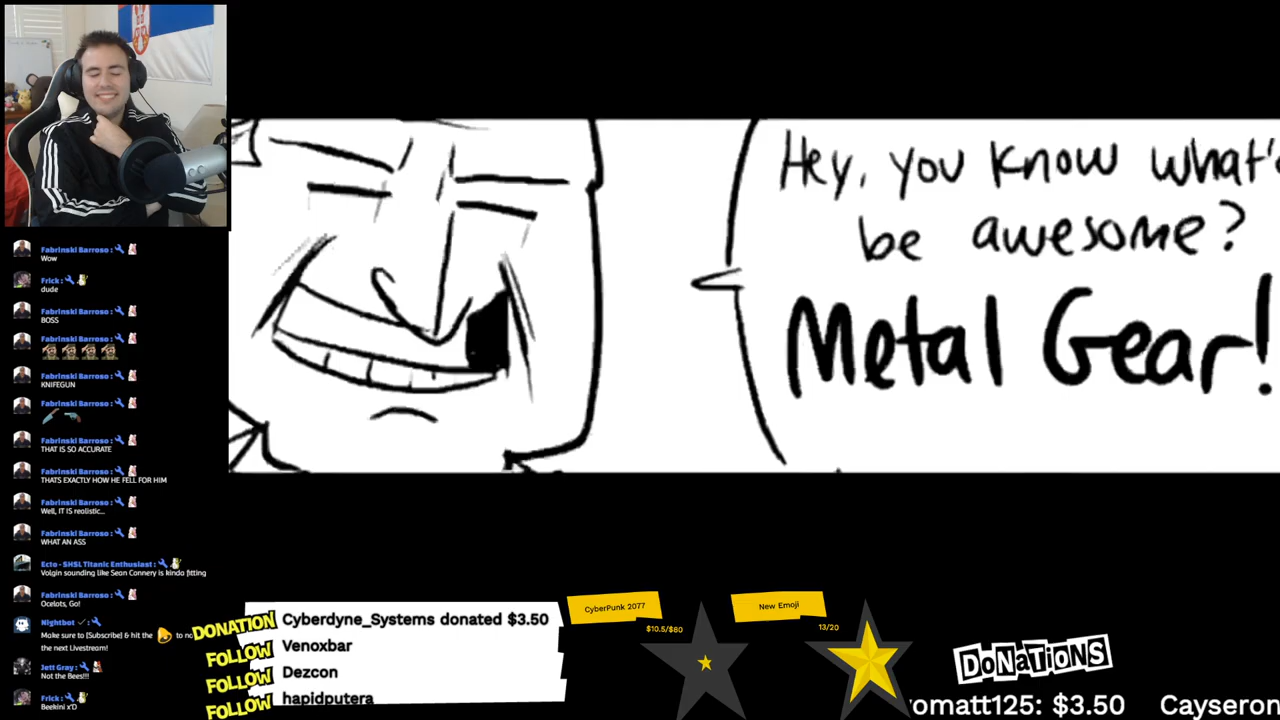 Hey, you know what's
be awesome?
Metal Gear!
Fabrinski Barroso :
Wow
Frick :
dude
Fabrinski Barroso :
BOSS
Fabrinski Barroso :
Fabrinski Barroso :
KNIFEGUN
Fabrinski Barroso :
Fabrinski Barroso :
THAT IS SO ACCURATE
Fabrinski Barroso :
THATS EXACTLY HOW HE FELL FOR HIM
Fabrinski Barroso :
Well, IT IS realistic...
Fabrinski Barroso :
WHAT AN ASS
Ecto - SHSL Titanic Enthusiast :
Volgin sounding like Sean Connery is kinda fitting
Fabrinski Barroso :
Ocelots, Go!
Nightbot ✓ :
Make sure to [Subscribe] & hit the to no
the next Livestream!
Jett Gray :
Not the Bees!!!
Frick :
Beekini x'D
DONATION Cyberdyne_Systems donated $3.50
FOLLOW Venoxbar
FOLLOW Dezcon
FOLLOW hapidputera
CyberPunk 2077
$10.5/$60
New Emoji
13/20
DoNaTiONS
omatt125: $3.50 Cayseron